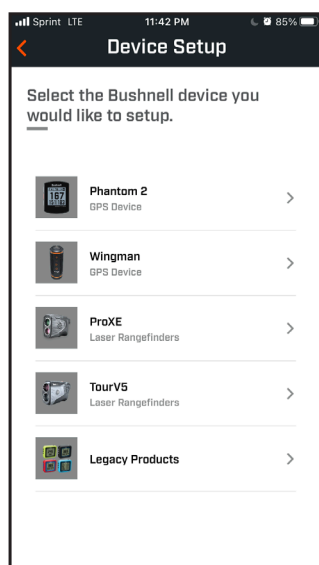 Sprint LTE 11:42 PM 85%
Device Setup
Select the Bushnell device you
would like to setup.
Phantom 2
GPS Device
Wingman
GPS Device
ProXE
Laser Rangefinders
TourV5
Laser Rangefinders
Legacy Products